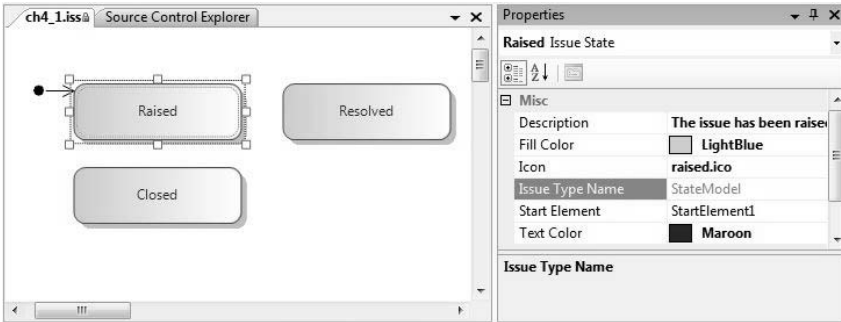 ch4_1.iss
Source Control Explorer
Raised
Resolved
Closed
Properties
Raised Issue State
Misc
Description The issue has been raised
Fill Color LightBlue
Icon raised.ico
Issue Type Name StateModel
Start Element StartElement1
Text Color Maroon
Issue Type Name